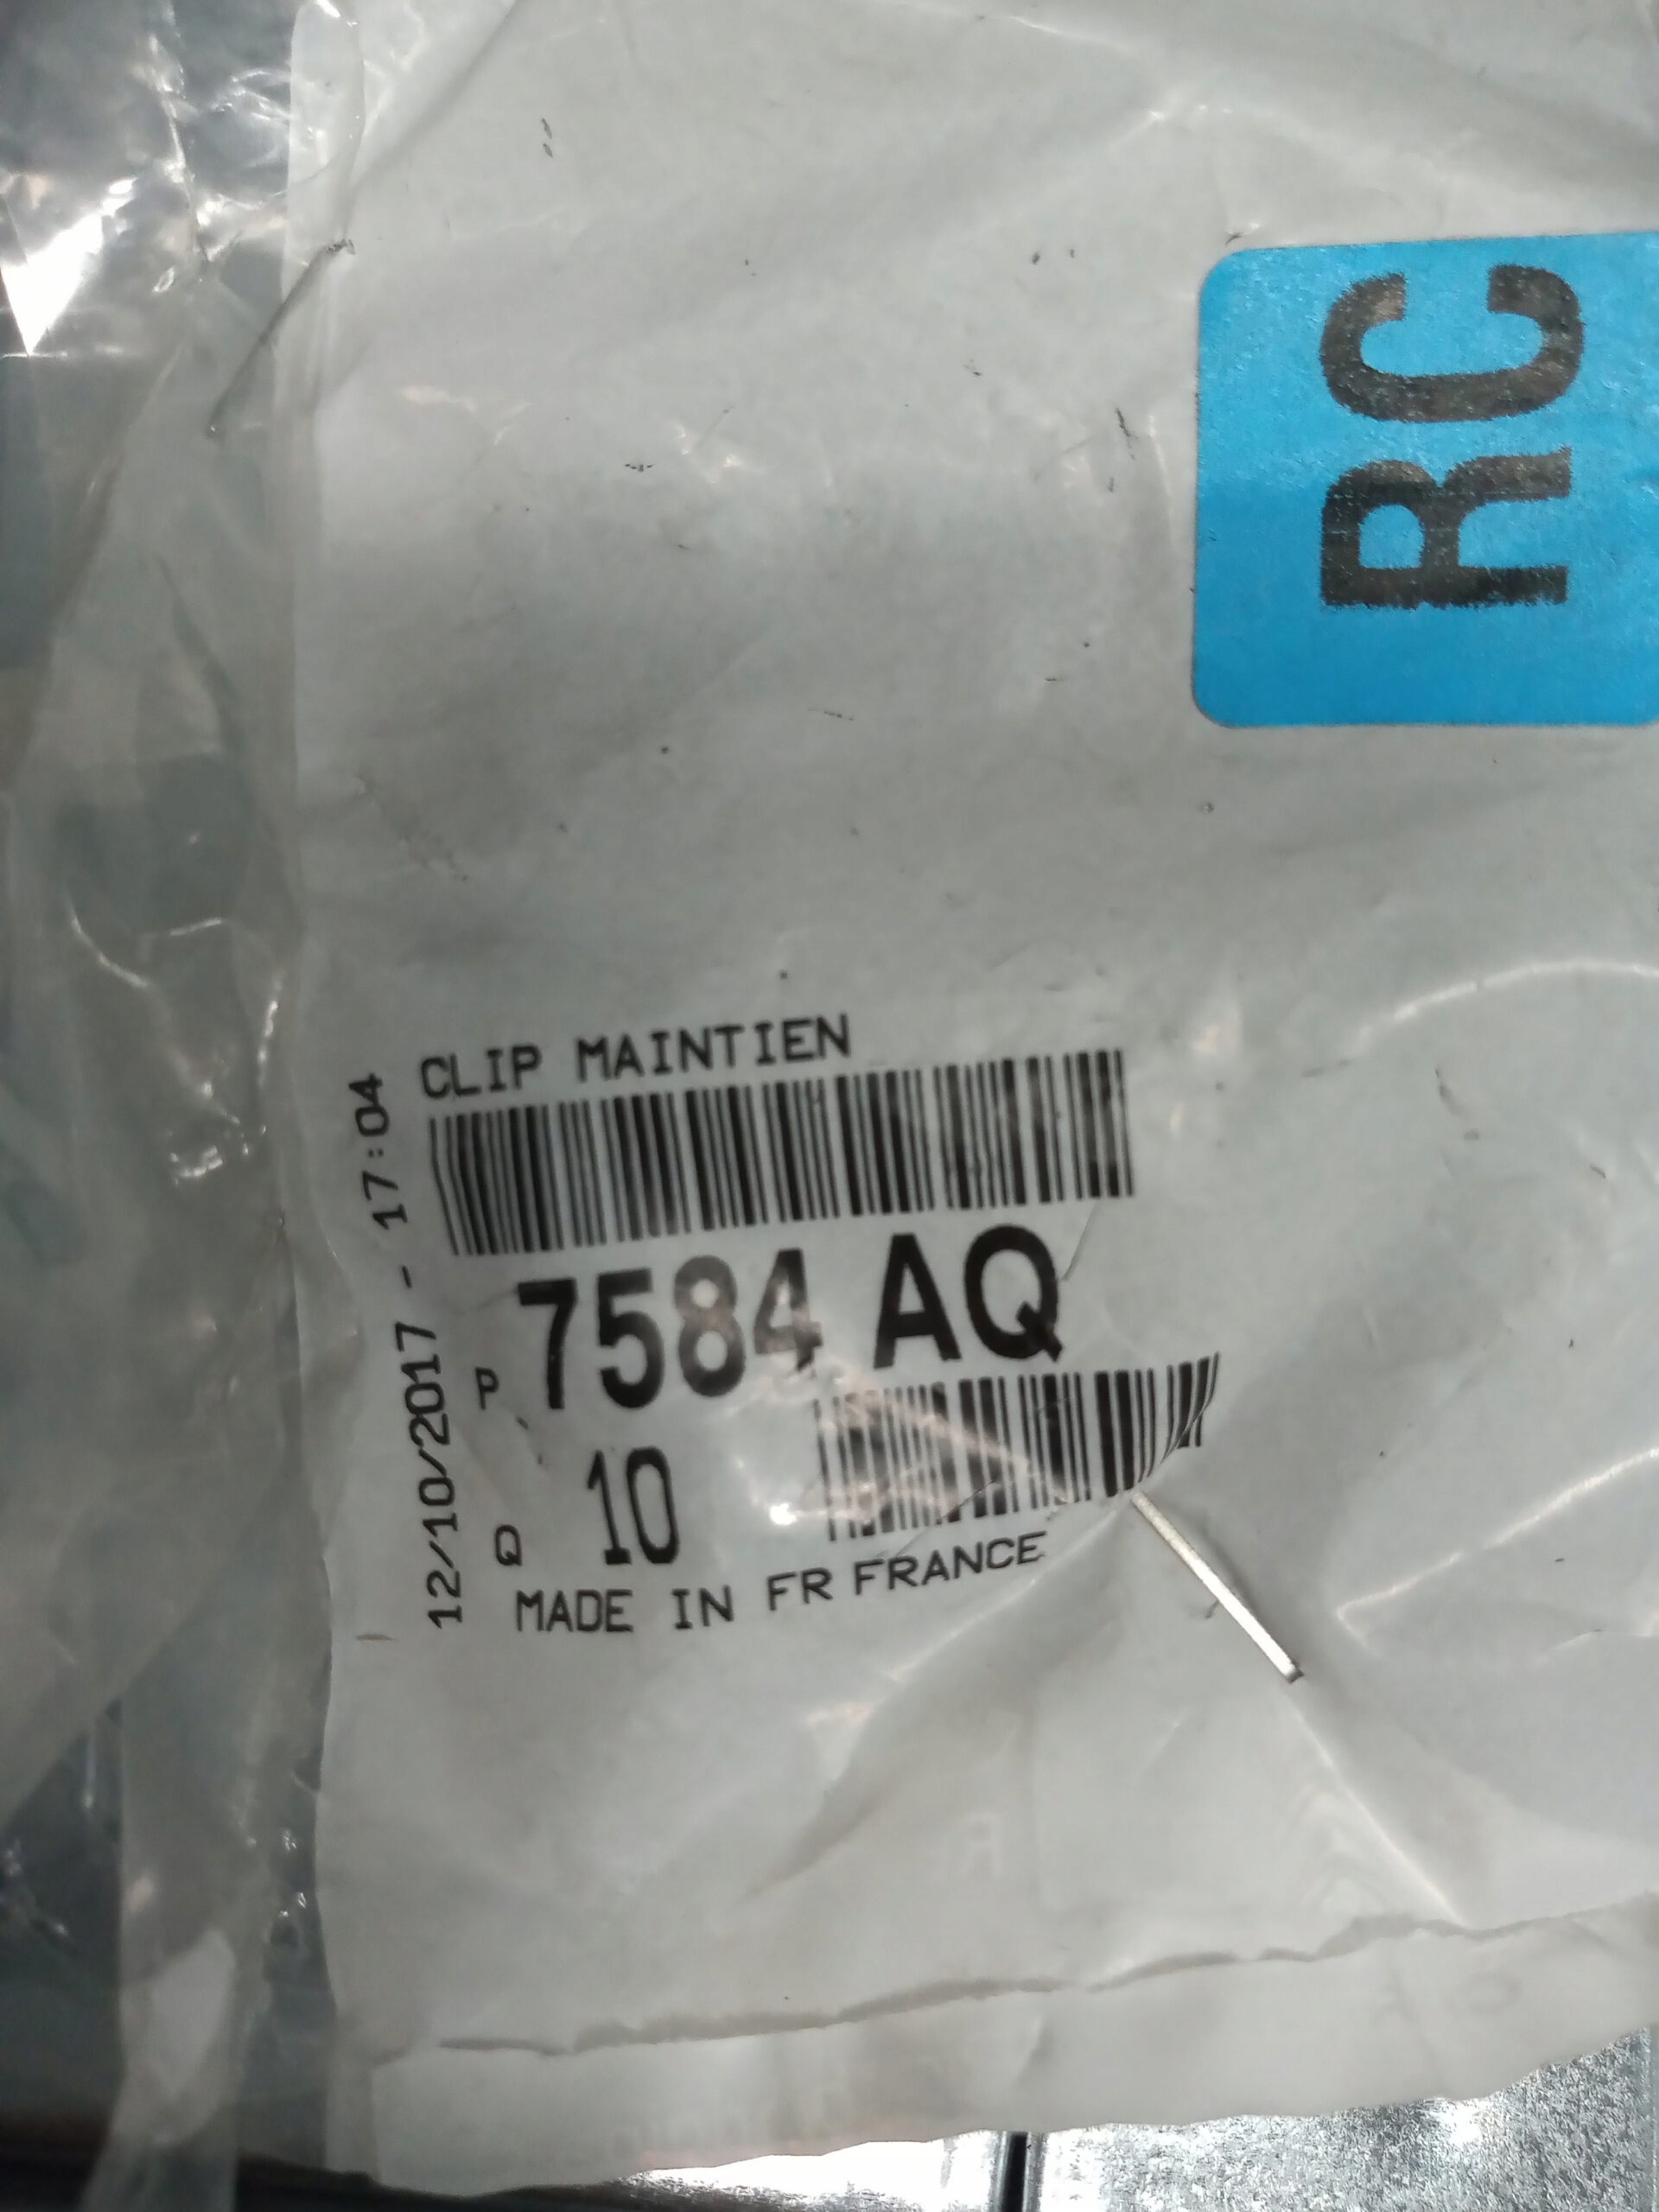 RC
12/10/2017 - 17:04
CLIP MAINTIEN
P 7584 AQ
Q 10
MADE IN FR FRANCE